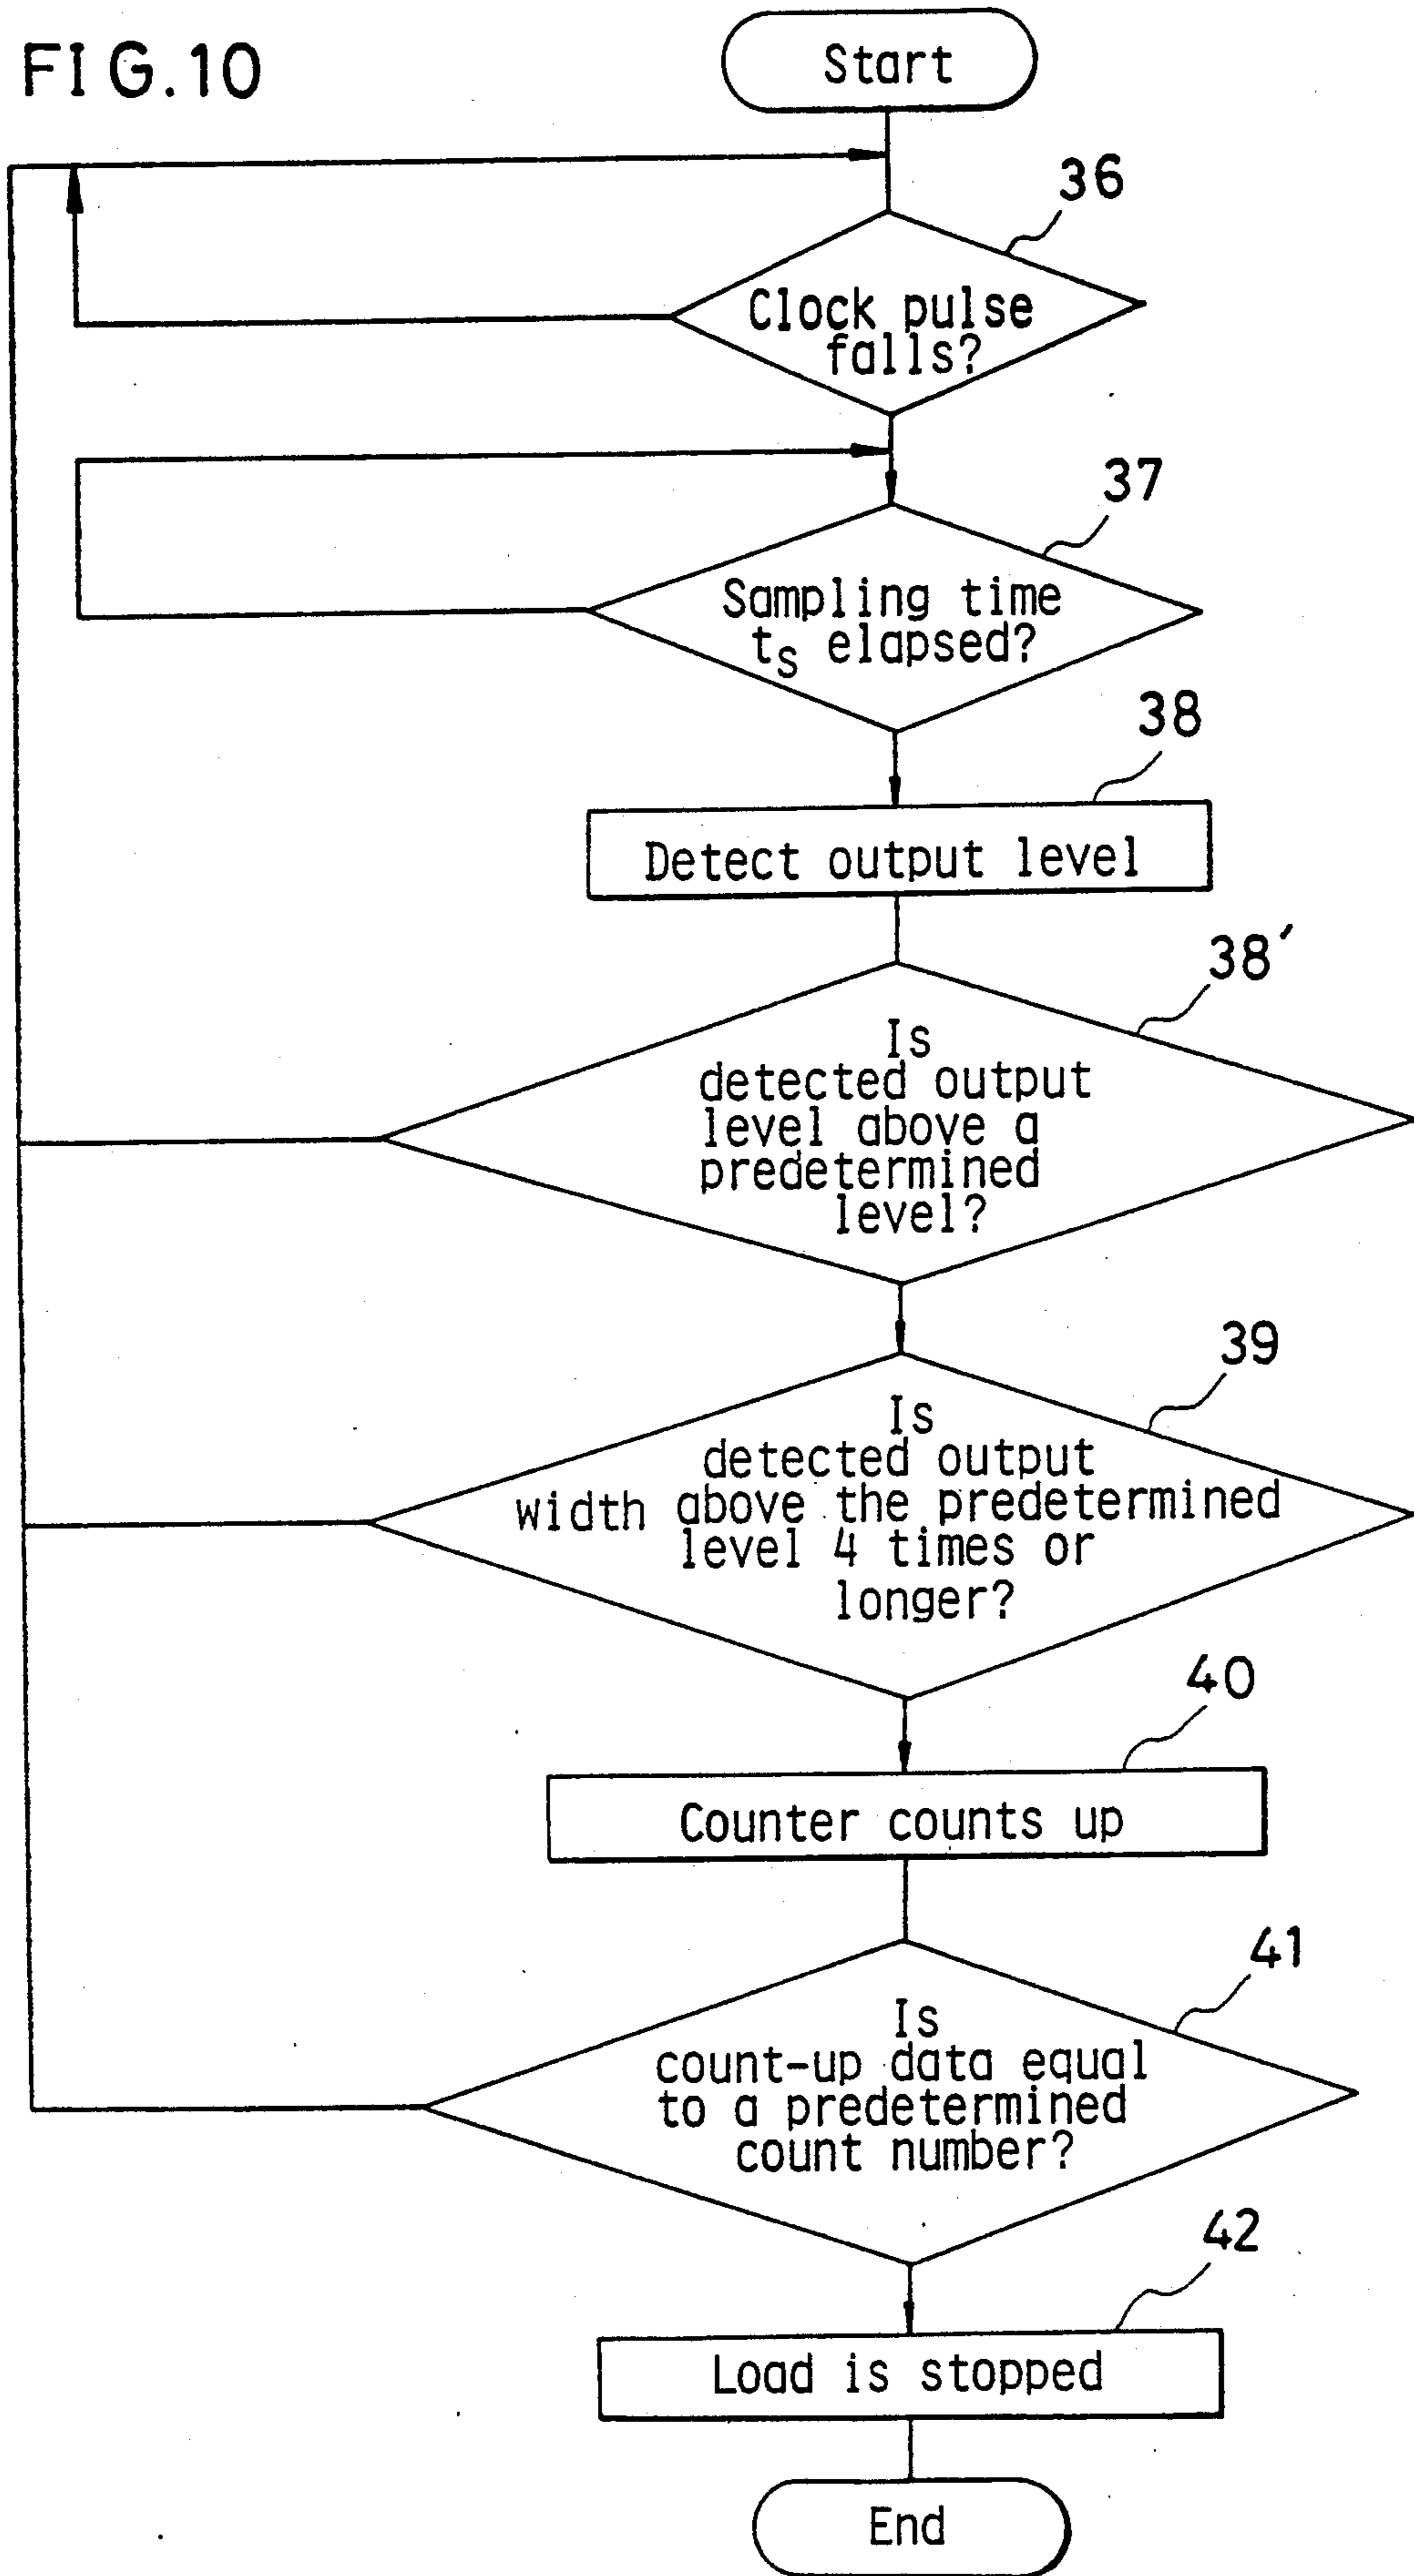 FIG.10
Start
36
Clock pulse
falls?
37
Sampling time
ts elapsed?
38
Detect output level
38'
Is
detected output
level above a
predetermined
level?
39
Is
detected output
width above the predetermined
level 4 times or
longer?
40
Counter counts up
41
Is
count-up data equal
to a predetermined
count number?
42
Load is stopped
End